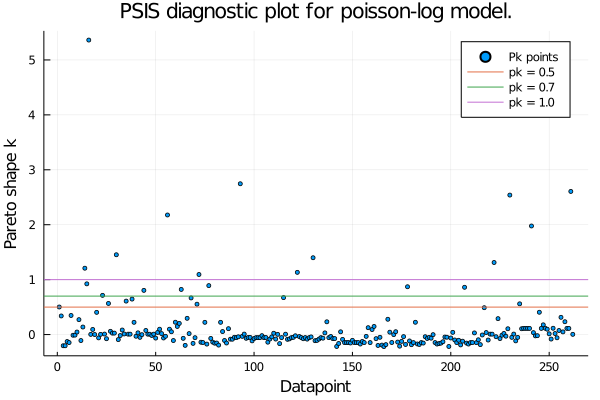 PSIS diagnostic plot for poisson-log model.
Pk points
pk = 0.5
pk = 0.7
pk = 1.0
Pareto shape k
5
4
3
2
1
0
0 50 100 150 200 250
Datapoint